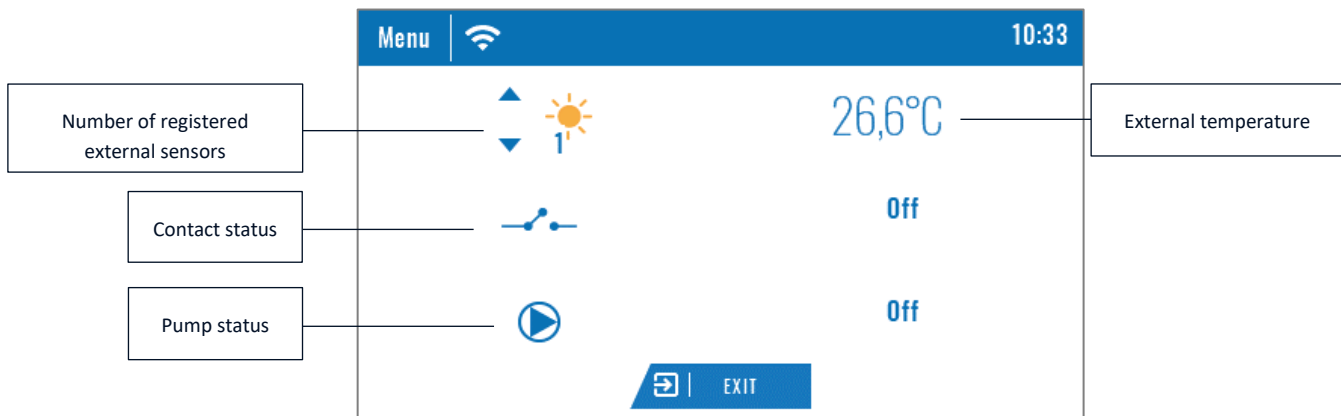 Menu 10:33
Number of registered
external sensors
1
26,6°C
External temperature
Contact status
Off
Pump status
Off
EXIT